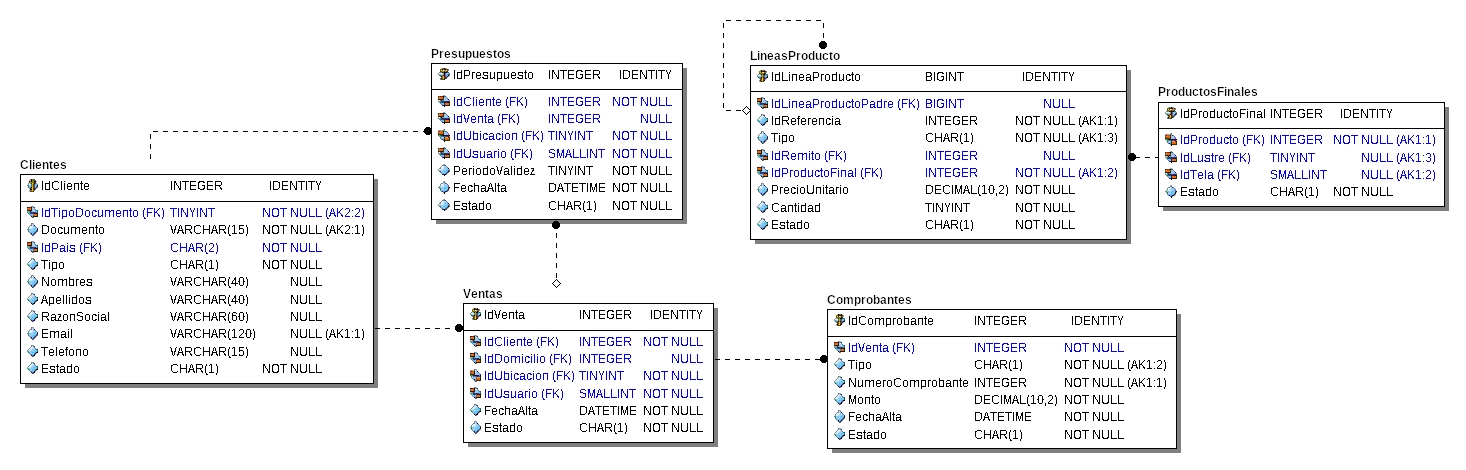 Presupuestos
IdPresupuesto INTEGER IDENTITY
IdCliente (FK) INTEGER NOT NULL
IdVenta (FK) INTEGER NULL
IdUbicacion (FK) TINYINT NOT NULL
IdUsuario (FK) SMALLINT NOT NULL
PeriodoValidez TINYINT NOT NULL
FechaAlta DATETIME NOT NULL
Estado CHAR(1) NOT NULL
LineasProducto
IdLineaProducto BIGINT IDENTITY
IdLineaProductoPadre (FK) BIGINT NULL
IdReferencia INTEGER NOT NULL (AK1:1)
Tipo CHAR(1) NOT NULL (AK1:3)
IdRemito (FK) INTEGER NULL
IdProductoFinal (FK) INTEGER NOT NULL (AK1:2)
PrecioUnitario DECIMAL(10,2) NOT NULL
Cantidad TINYINT NOT NULL
Estado CHAR(1) NOT NULL
ProductosFinales
IdProductoFinal INTEGER IDENTITY
IdProducto (FK) INTEGER NOT NULL (AK1:1)
IdLustre (FK) TINYINT NULL (AK1:3)
IdTela (FK) SMALLINT NULL (AK1:2)
Estado CHAR(1) NOT NULL
Clientes
IdCliente INTEGER IDENTITY
IdTipoDocumento (FK) TINYINT NOT NULL (AK2:2)
Documento VARCHAR(15) NOT NULL (AK2:1)
IdPais (FK) CHAR(2) NOT NULL
Tipo CHAR(1) NOT NULL
Nombres VARCHAR(40) NULL
Apellidos VARCHAR(40) NULL
RazonSocial VARCHAR(60) NULL
Email VARCHAR(120) NULL (AK1:1)
Telefono VARCHAR(15) NULL
Estado CHAR(1) NOT NULL
Ventas
IdVenta INTEGER IDENTITY
IdCliente (FK) INTEGER NOT NULL
IdDomicilio (FK) INTEGER NULL
IdUbicacion (FK) TINYINT NOT NULL
IdUsuario (FK) SMALLINT NOT NULL
FechaAlta DATETIME NOT NULL
Estado CHAR(1) NOT NULL
Comprobantes
IdComprobante INTEGER IDENTITY
IdVenta (FK) INTEGER NOT NULL
Tipo CHAR(1) NOT NULL (AK1:2)
NumeroComprobante INTEGER NOT NULL (AK1:1)
Monto DECIMAL(10,2) NOT NULL
FechaAlta DATETIME NOT NULL
Estado CHAR(1) NOT NULL